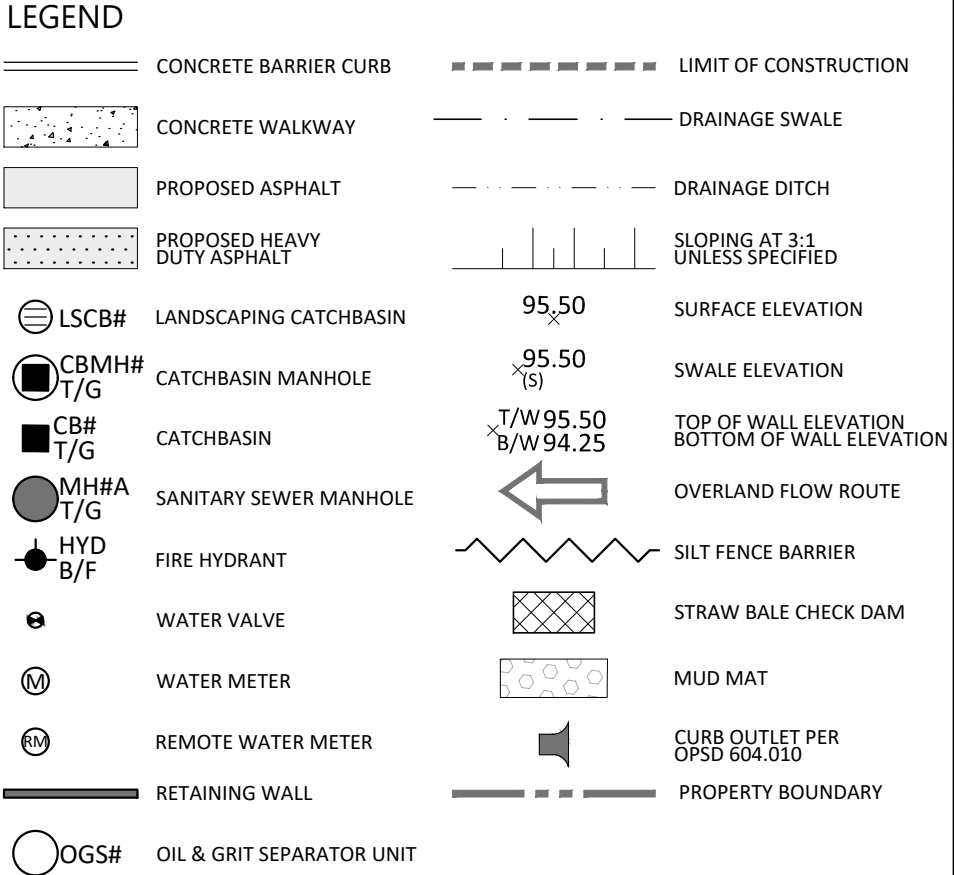 LEGEND
CONCRETE BARRIER CURB
CONCRETE WALKWAY
PROPOSED ASPHALT
PROPOSED HEAVY
DUTY ASPHALT
LSCB#
LANDSCAPING CATCHBASIN
CBMH#
T/G
CATCHBASIN MANHOLE
CB#
T/G
CATCHBASIN
MH#A
T/G
SANITARY SEWER MANHOLE
HYD
B/F
FIRE HYDRANT
WATER VALVE
M
WATER METER
RM
REMOTE WATER METER
RETAINING WALL
OGS#
OIL & GRIT SEPARATOR UNIT
LIMIT OF CONSTRUCTION
DRAINAGE SWALE
DRAINAGE DITCH
SLOPING AT 3:1
UNLESS SPECIFIED
95.50
SURFACE ELEVATION
95.50
(S)
SWALE ELEVATION
T/W 95.50
B/W 94.25
TOP OF WALL ELEVATION
BOTTOM OF WALL ELEVATION
OVERLAND FLOW ROUTE
SILT FENCE BARRIER
STRAW BALE CHECK DAM
MUD MAT
CURB OUTLET PER
OPSD 604.010
PROPERTY BOUNDARY